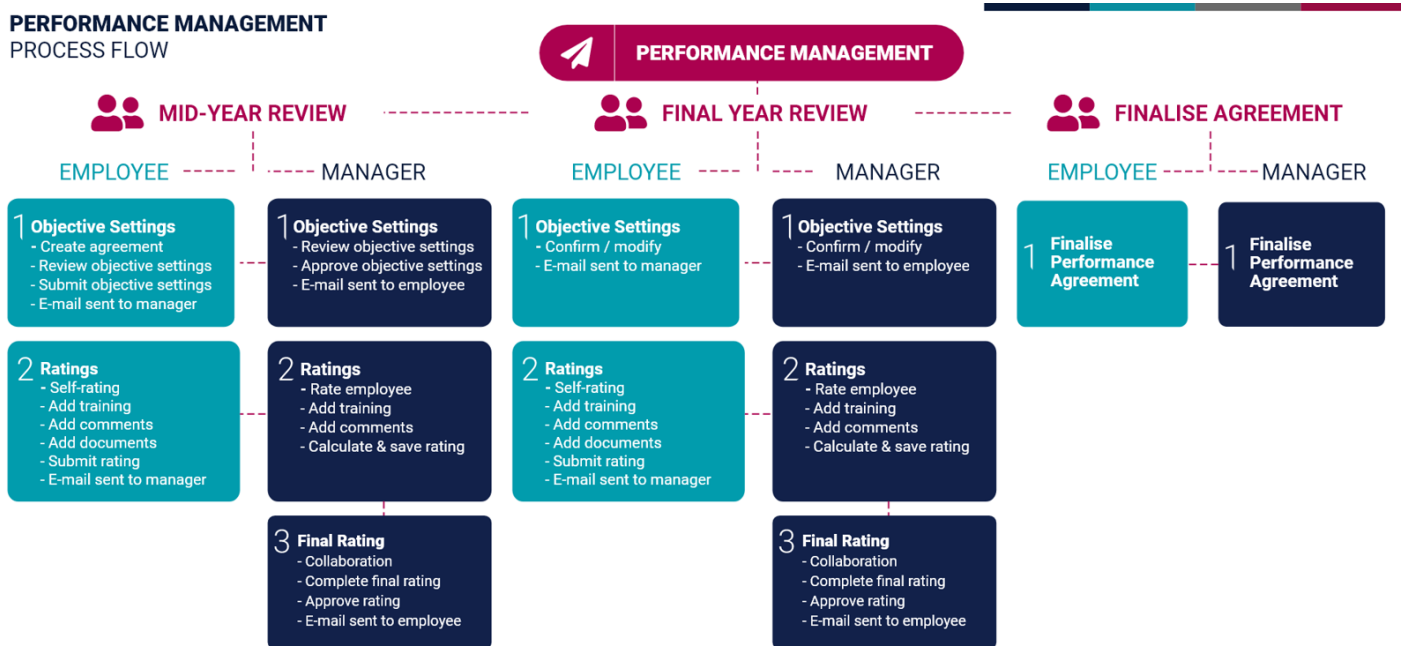 PERFORMANCE MANAGEMENT
PROCESS FLOW
PERFORMANCE MANAGEMENT
MID-YEAR REVIEW
EMPLOYEE
MANAGER
1 Objective Settings
- Create agreement
- Review objective settings
- Submit objective settings
- E-mail sent to manager
1 Objective Settings
- Review objective settings
- Approve objective settings
- E-mail sent to employee
2 Ratings
- Self-rating
- Add training
- Add comments
- Add documents
- Submit rating
- E-mail sent to manager
2 Ratings
- Rate employee
- Add training
- Add comments
- Calculate & save rating
3 Final Rating
- Collaboration
- Complete final rating
- Approve rating
- E-mail sent to employee
FINAL YEAR REVIEW
EMPLOYEE
MANAGER
1 Objective Settings
- Confirm / modify
- E-mail sent to manager
1 Objective Settings
- Confirm / modify
- E-mail sent to employee
2 Ratings
- Self-rating
- Add training
- Add comments
- Add documents
- Submit rating
- E-mail sent to manager
2 Ratings
- Rate employee
- Add training
- Add comments
- Calculate & save rating
3 Final Rating
- Collaboration
- Complete final rating
- Approve rating
- E-mail sent to employee
FINALISE AGREEMENT
EMPLOYEE
MANAGER
1 Finalise
Performance
Agreement
1 Finalise
Performance
Agreement